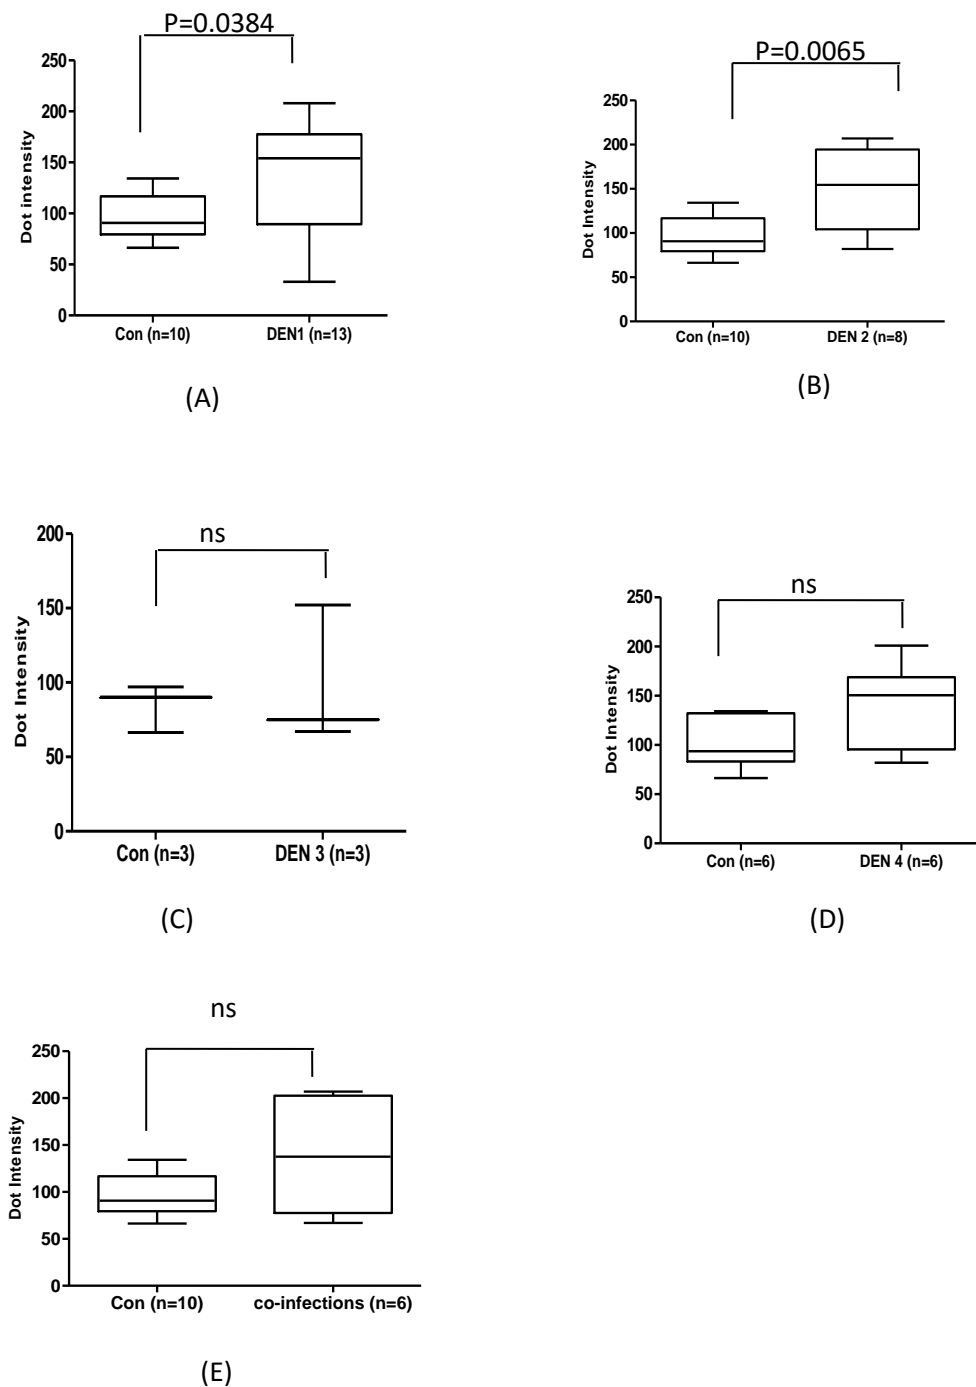 P=0.0384
250
200
150
100
50
0
Dot intensity
Con (n=10) DEN1 (n=13)
(A)
P=0.0065
250
200
150
100
50
0
Dot Intensity
Con (n=10) DEN 2 (n=8)
(B)
ns
200
150
100
50
0
Dot Intensity
Con (n=3) DEN 3 (n=3)
(C)
ns
250
200
150
100
50
0
Dot Intensity
Con (n=6) DEN 4 (n=6)
(D)
ns
250
200
150
100
50
0
Dot Intensity
Con (n=10) co-infections (n=6)
(E)